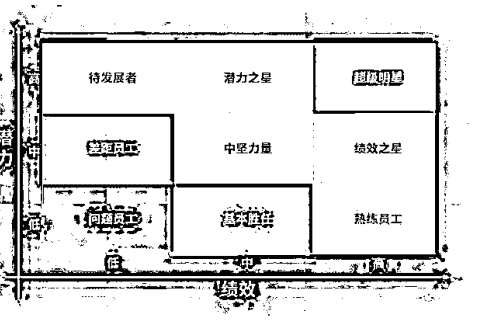 高 待发展者 潜力之星 超级明星
潜力
中 差距员工 中坚力量 绩效之星
低 问题员工 基本胜任 熟练员工
低 中 高
绩效